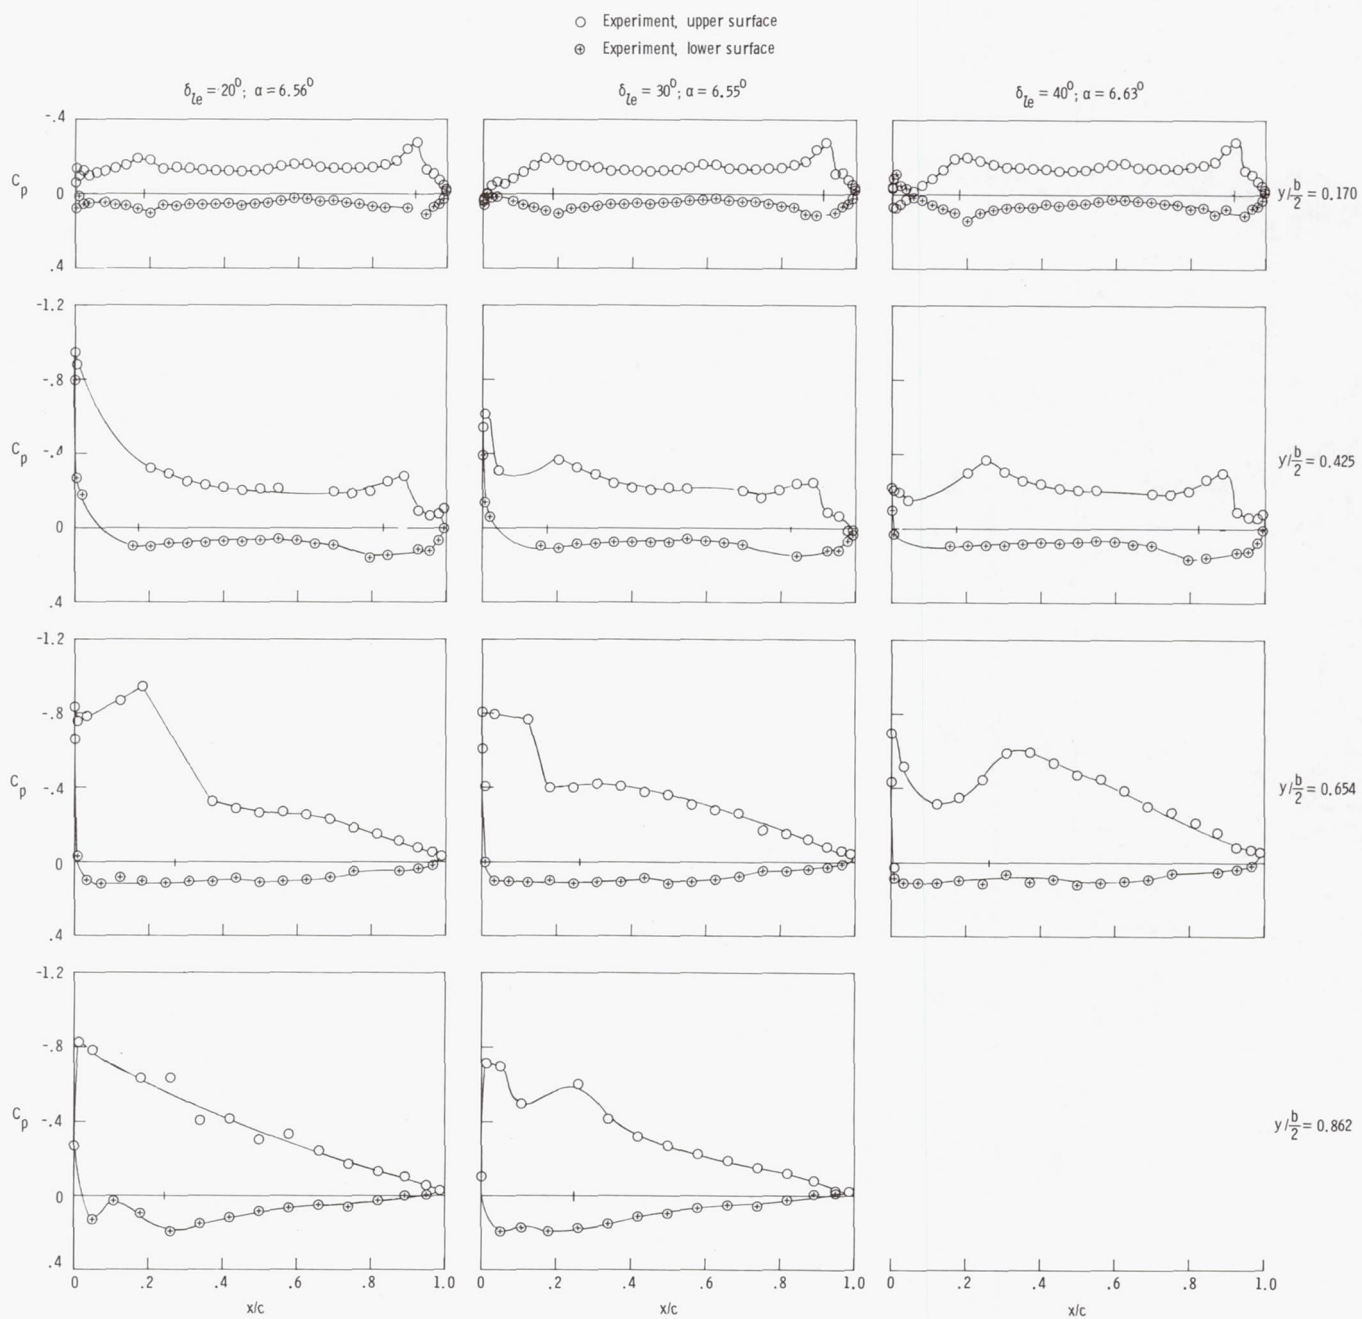 Experiment, upper surface
Experiment, lower surface
δle = 20°; α = 6.56°
δle = 30°; α = 6.55°
δle = 40°; α = 6.63°
-.4
Cp
0
.4
y/b/2 = 0.170
-1.2
-.8
Cp
-.4
0
.4
y/b/2 = 0.425
-1.2
-.8
Cp
-.4
0
.4
y/b/2 = 0.654
-1.2
-.8
Cp
-.4
0
.4
y/b/2 = 0.862
0 .2 .4 .6 .8 1.0
0 .2 .4 .6 .8 1.0
0 .2 .4 .6 .8 1.0
x/c
x/c
x/c